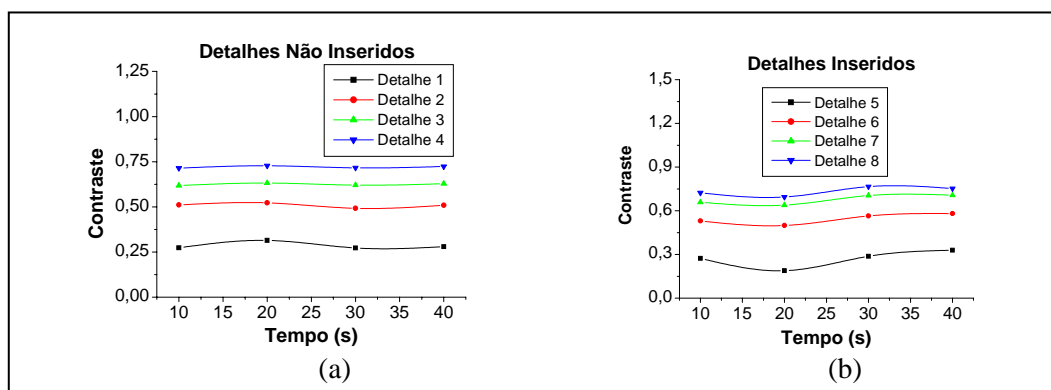 Detalhes Não Inseridos
Detalhe 1
Detalhe 2
Detalhe 3
Detalhe 4
1,25
1,00
0,75
0,50
0,25
0,00
Contraste
10 15 20 25 30 35 40
Tempo (s)
(a)
Detalhes Inseridos
Detalhe 5
Detalhe 6
Detalhe 7
Detalhe 8
1,5
1,2
0,9
0,6
0,3
0,0
Contraste
10 15 20 25 30 35 40
Tempo (s)
(b)